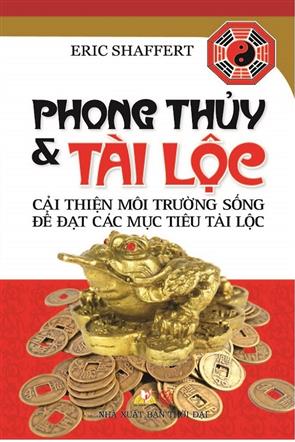 ERIC SHAFFERT
PHONG THỦY
& TÀI LỘC
CẢI THIỆN MÔI TRƯỜNG SỐNG
ĐỂ ĐẠT CÁC MỤC TIÊU TÀI LỘC
NHÀ XUẤT BẢN THỜI ĐẠI